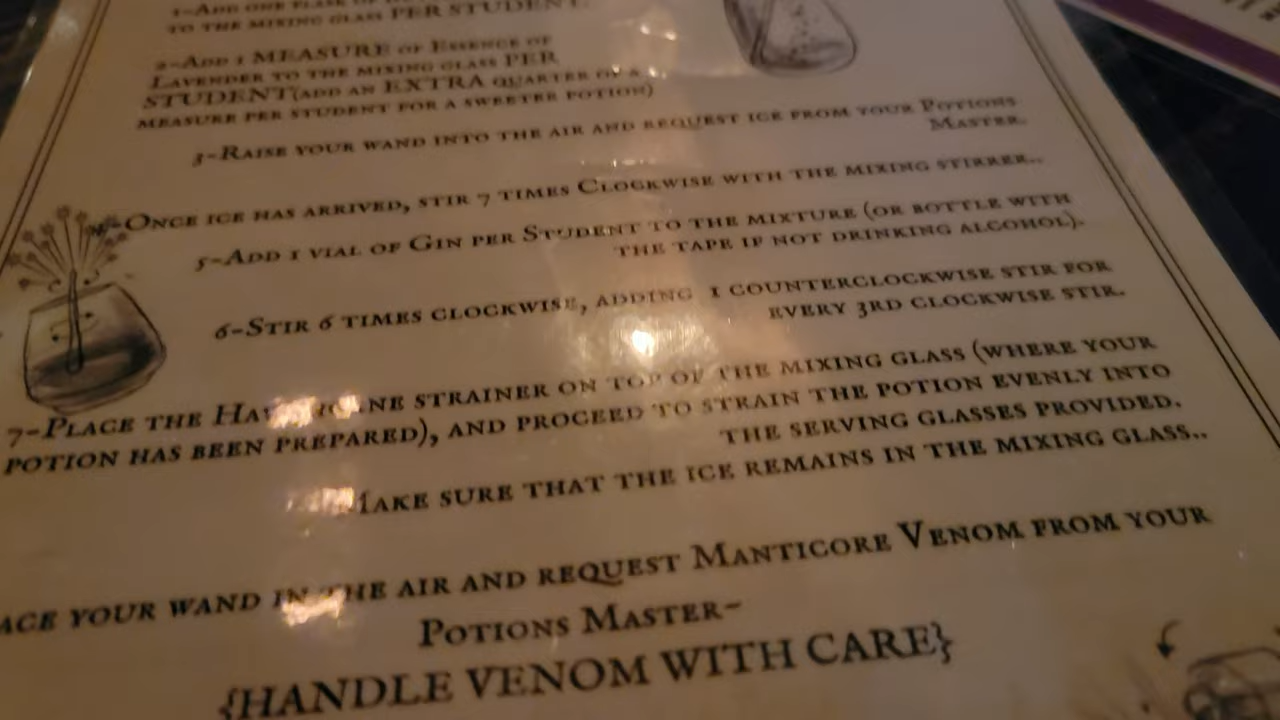 1-Add one flask of
to the mixing glass PER STUDENT.
2-Add 1 MEASURE of Essence of
Lavender to the mixing glass PER
STUDENT(add an EXTRA quarter of a
measure per student for a sweeter potion)
3-Raise your wand into the air and request ice from your Potions
Master.
-Once ice has arrived, stir 7 times Clockwise with the mixing stirrer..
5-Add 1 vial of Gin per Student to the mixture (or bottle with
the tape if not drinking alcohol).
6-Stir 6 times clockwise, adding 1 counterclockwise stir for
every 3rd clockwise stir.
7-Place the strainer on top of the mixing glass (where your
potion has been prepared), and proceed to strain the potion evenly into
the serving glasses provided.
Make sure that the ice remains in the mixing glass..
your wand in the air and request Manticore Venom from your
Potions Master-
{HANDLE VENOM WITH CARE}